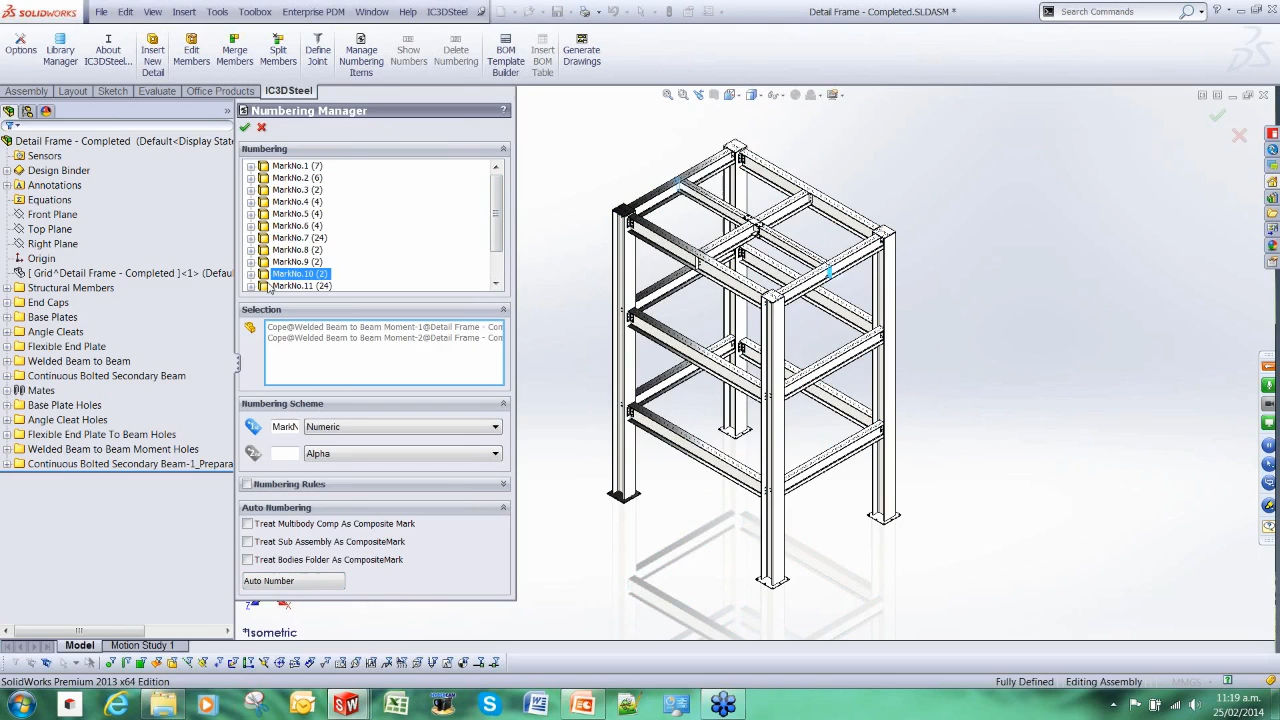 SOLIDWORKS File Edit View Insert Tools Toolbox Enterprise PDM Window Help IC3DSteel Detail Frame - Completed.SLDASM * Search Commands
Options Library Manager About IC3DSteel... Insert New Detail Edit Members Merge Members Split Members Define Joint Manage Numbering Items Show Numbers Delete Numbering BOM Template Builder Insert BOM Table Generate Drawings
Assembly Layout Sketch Evaluate Office Products IC3DSteel
Detail Frame - Completed (Default<Display State
Sensors
Design Binder
Annotations
Equations
Front Plane
Top Plane
Right Plane
Origin
[ Grid^Detail Frame - Completed ]<1> (Defau
Structural Members
End Caps
Base Plates
Angle Cleats
Flexible End Plate
Welded Beam to Beam
Continuous Bolted Secondary Beam
Mates
Base Plate Holes
Angle Cleat Holes
Flexible End Plate To Beam Holes
Welded Beam to Beam Moment Holes
Continuous Bolted Secondary Beam-1_Prepara
Numbering Manager ?
Numbering
MarkNo.1 (7)
MarkNo.2 (6)
MarkNo.3 (2)
MarkNo.4 (4)
MarkNo.5 (4)
MarkNo.6 (4)
MarkNo.7 (24)
MarkNo.8 (2)
MarkNo.9 (2)
MarkNo.10 (2)
MarkNo.11 (24)
Selection
Cope@Welded Beam to Beam Moment-1@Detail Frame - Con
Cope@Welded Beam to Beam Moment-2@Detail Frame - Con
Numbering Scheme
MarkN Numeric
Alpha
Numbering Rules
Auto Numbering
Treat Multibody Comp As Composite Mark
Treat Sub Assembly As CompositeMark
Treat Bodies Folder As CompositeMark
Auto Number
*Isometric
Model Motion Study 1
SolidWorks Premium 2013 x64 Edition Fully Defined Editing Assembly MMGS
11:19 a.m.
25/02/2014